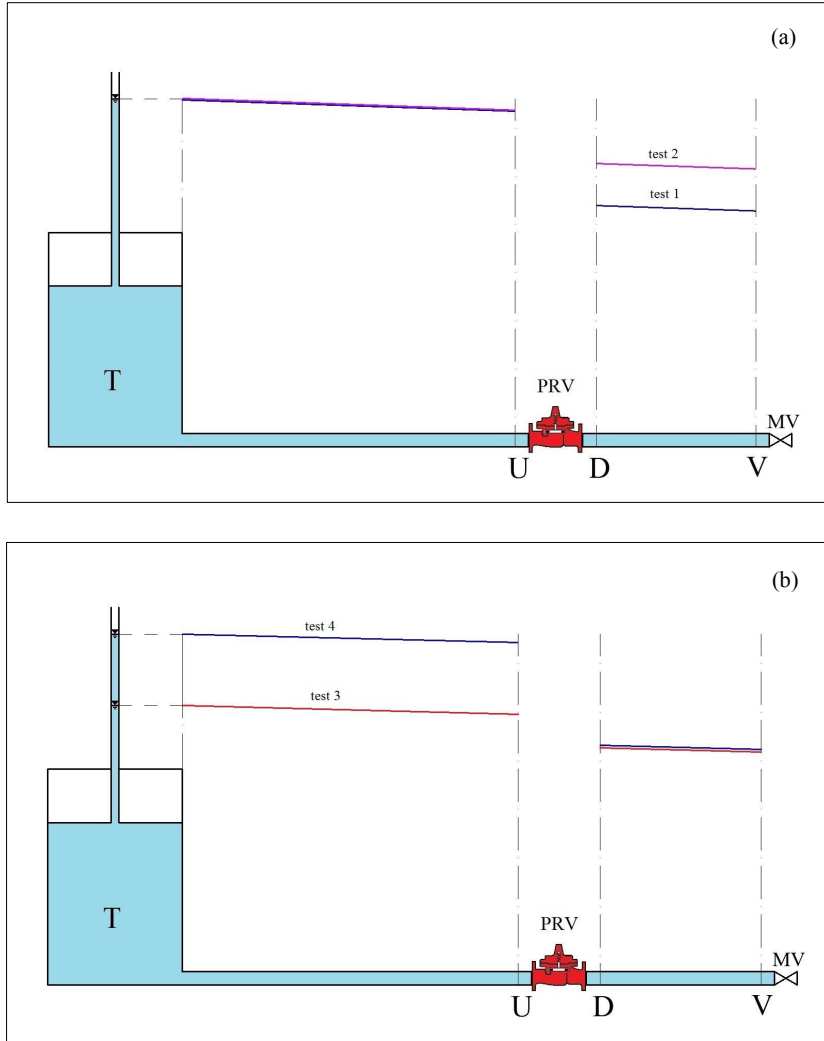 (a)
test 2
test 1
T
PRV
MV
U D V
(b)
test 4
test 3
T
PRV
MV
U D V